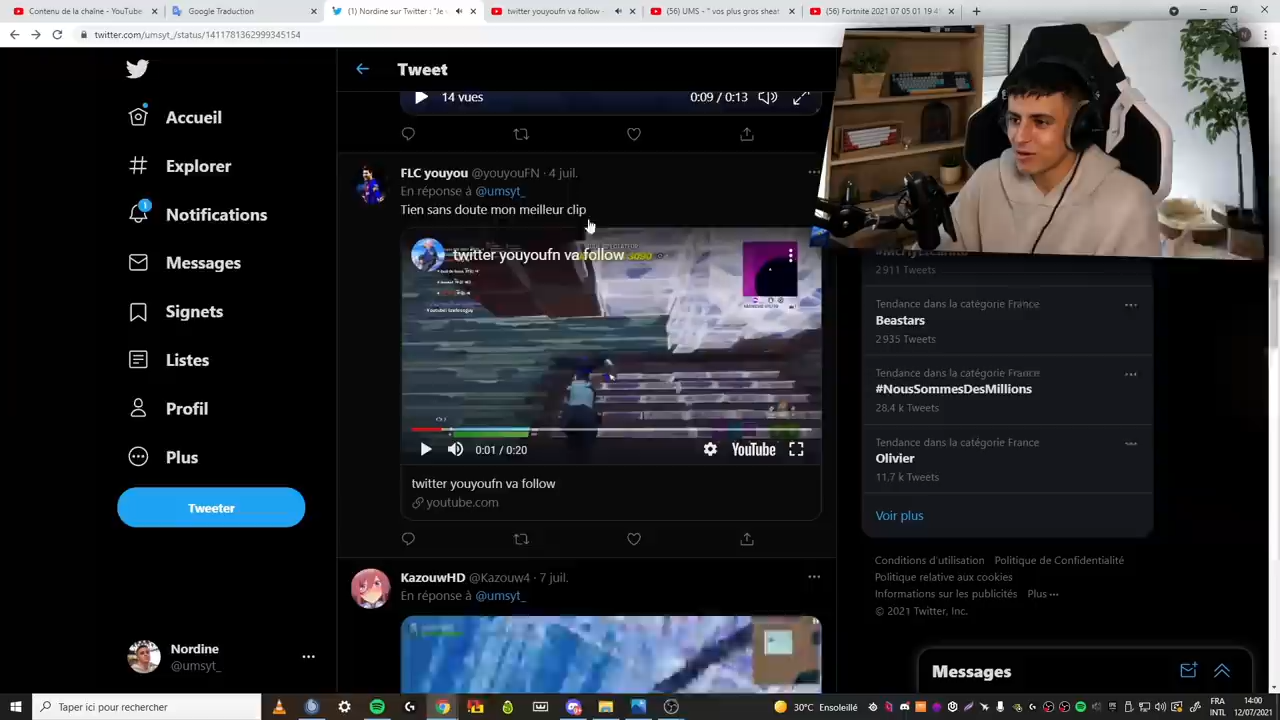 Contenu de la chaîne - YouTube
Google Traduction
(1) Nordine sur Twitter : "Je
twitter youyoufn va follow -
(56) UMS - " vos plus gros
(56) Fortnite 2021 07 05 01 19
twitter.com/umsyt_/status/1411781362999345154
Tweet
14 vues
0:09 / 0:13
Accueil
Explorer
1
Notifications
Messages
Signets
Listes
Profil
Plus
Tweeter
Nordine
@umsyt_
FLC youyou @youyouFN · 4 juil.
En réponse à @umsyt_
Tien sans doute mon meilleur clip
twitter youyoufn va follow
0:01 / 0:20
YouTube
twitter youyoufn va follow
youtube.com
KazouwHD @Kazouw4 · 7 juil.
En réponse à @umsyt_
2 911 Tweets
Tendance dans la catégorie France
Beastars
2 935 Tweets
Tendance dans la catégorie France
#NousSommesDesMillions
28,4 k Tweets
Tendance dans la catégorie France
Olivier
11,7 k Tweets
Voir plus
Conditions d'utilisation Politique de Confidentialité
Politique relative aux cookies
Informations sur les publicités Plus ···
© 2021 Twitter, Inc.
Messages
Taper ici pour rechercher
30°C Ensoleillé
FRA
INTL
14:00
12/07/2021